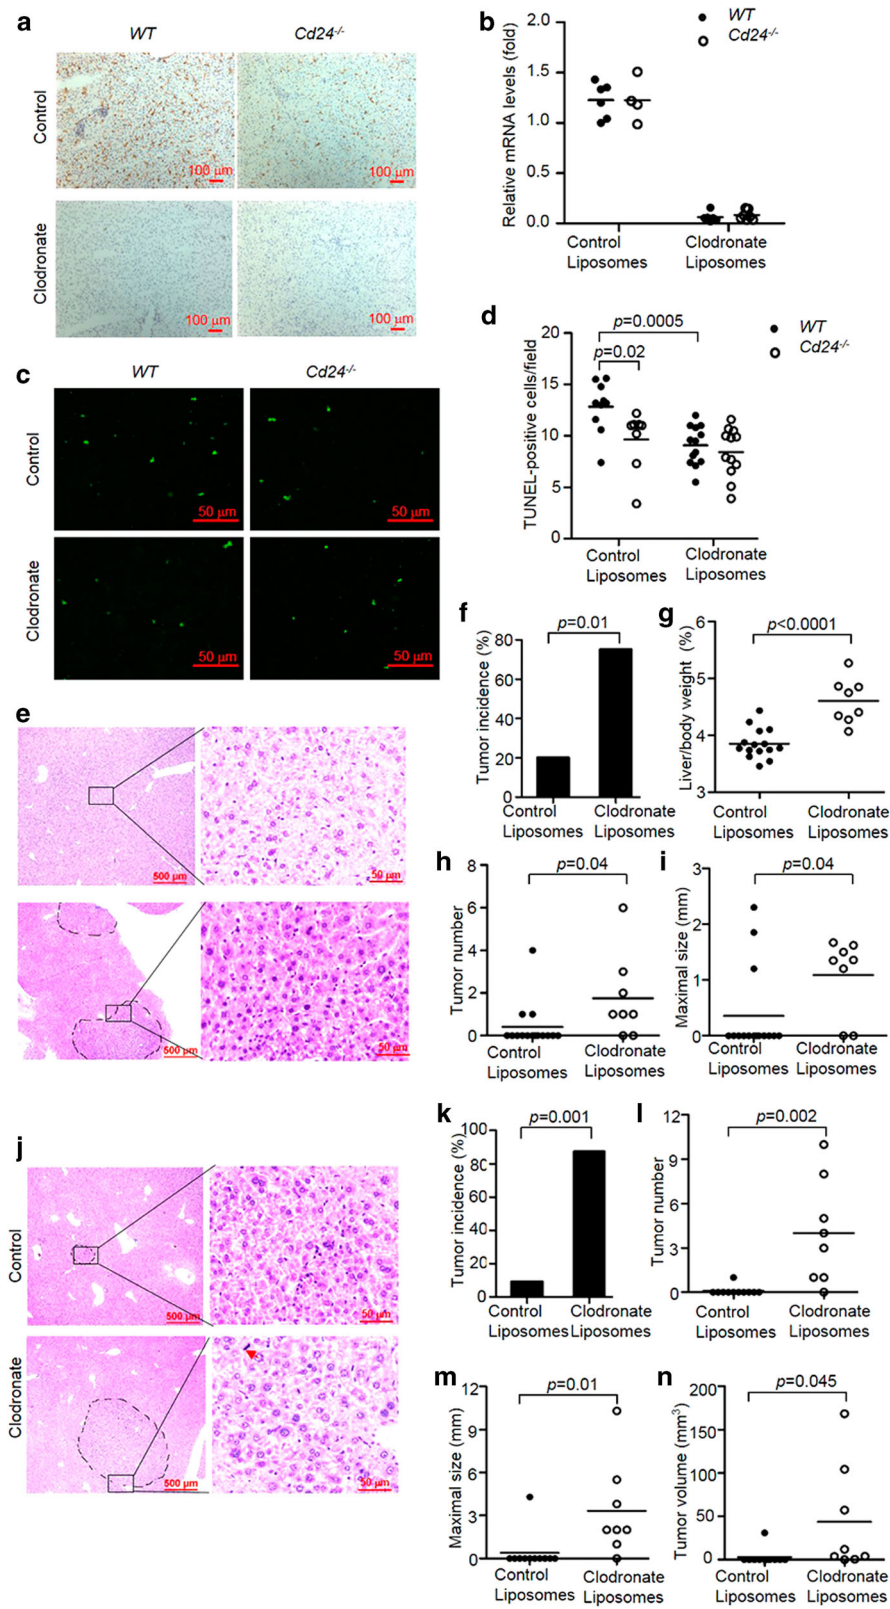 a
WT
Cd24-/-
Control
100 µm
100 µm
Clodronate
100 µm
100 µm
b
WT
Cd24-/-
Relative mRNA levels (fold)
2.0
1.5
1.0
0.5
0.0
Control
Liposomes
Clodronate
Liposomes
c
WT
Cd24-/-
Control
50 µm
50 µm
Clodronate
50 µm
50 µm
d
WT
Cd24-/-
p=0.0005
p=0.02
TUNEL-positive cells/field
20
15
10
5
0
Control
Liposomes
Clodronate
Liposomes
e
500 µm
50 µm
500 µm
50 µm
f
p=0.01
Tumor incidence (%)
80
60
40
20
0
Control
Liposomes
Clodronate
Liposomes
g
p<0.0001
Liver/body weight (%)
6
5
4
3
Control
Liposomes
Clodronate
Liposomes
h
p=0.04
Tumor number
8
6
4
2
0
Control
Liposomes
Clodronate
Liposomes
i
p=0.04
Maximal size (mm)
3
2
1
0
Control
Liposomes
Clodronate
Liposomes
j
Control
500 µm
50 µm
Clodronate
500 µm
50 µm
k
p=0.001
Tumor incidence (%)
100
80
60
40
20
0
Control
Liposomes
Clodronate
Liposomes
l
p=0.002
Tumor number
12
9
6
3
0
Control
Liposomes
Clodronate
Liposomes
m
p=0.01
Maximal size (mm)
12
9
6
3
0
Control
Liposomes
Clodronate
Liposomes
n
p=0.045
Tumor volume (mm3)
200
150
100
50
0
Control
Liposomes
Clodronate
Liposomes